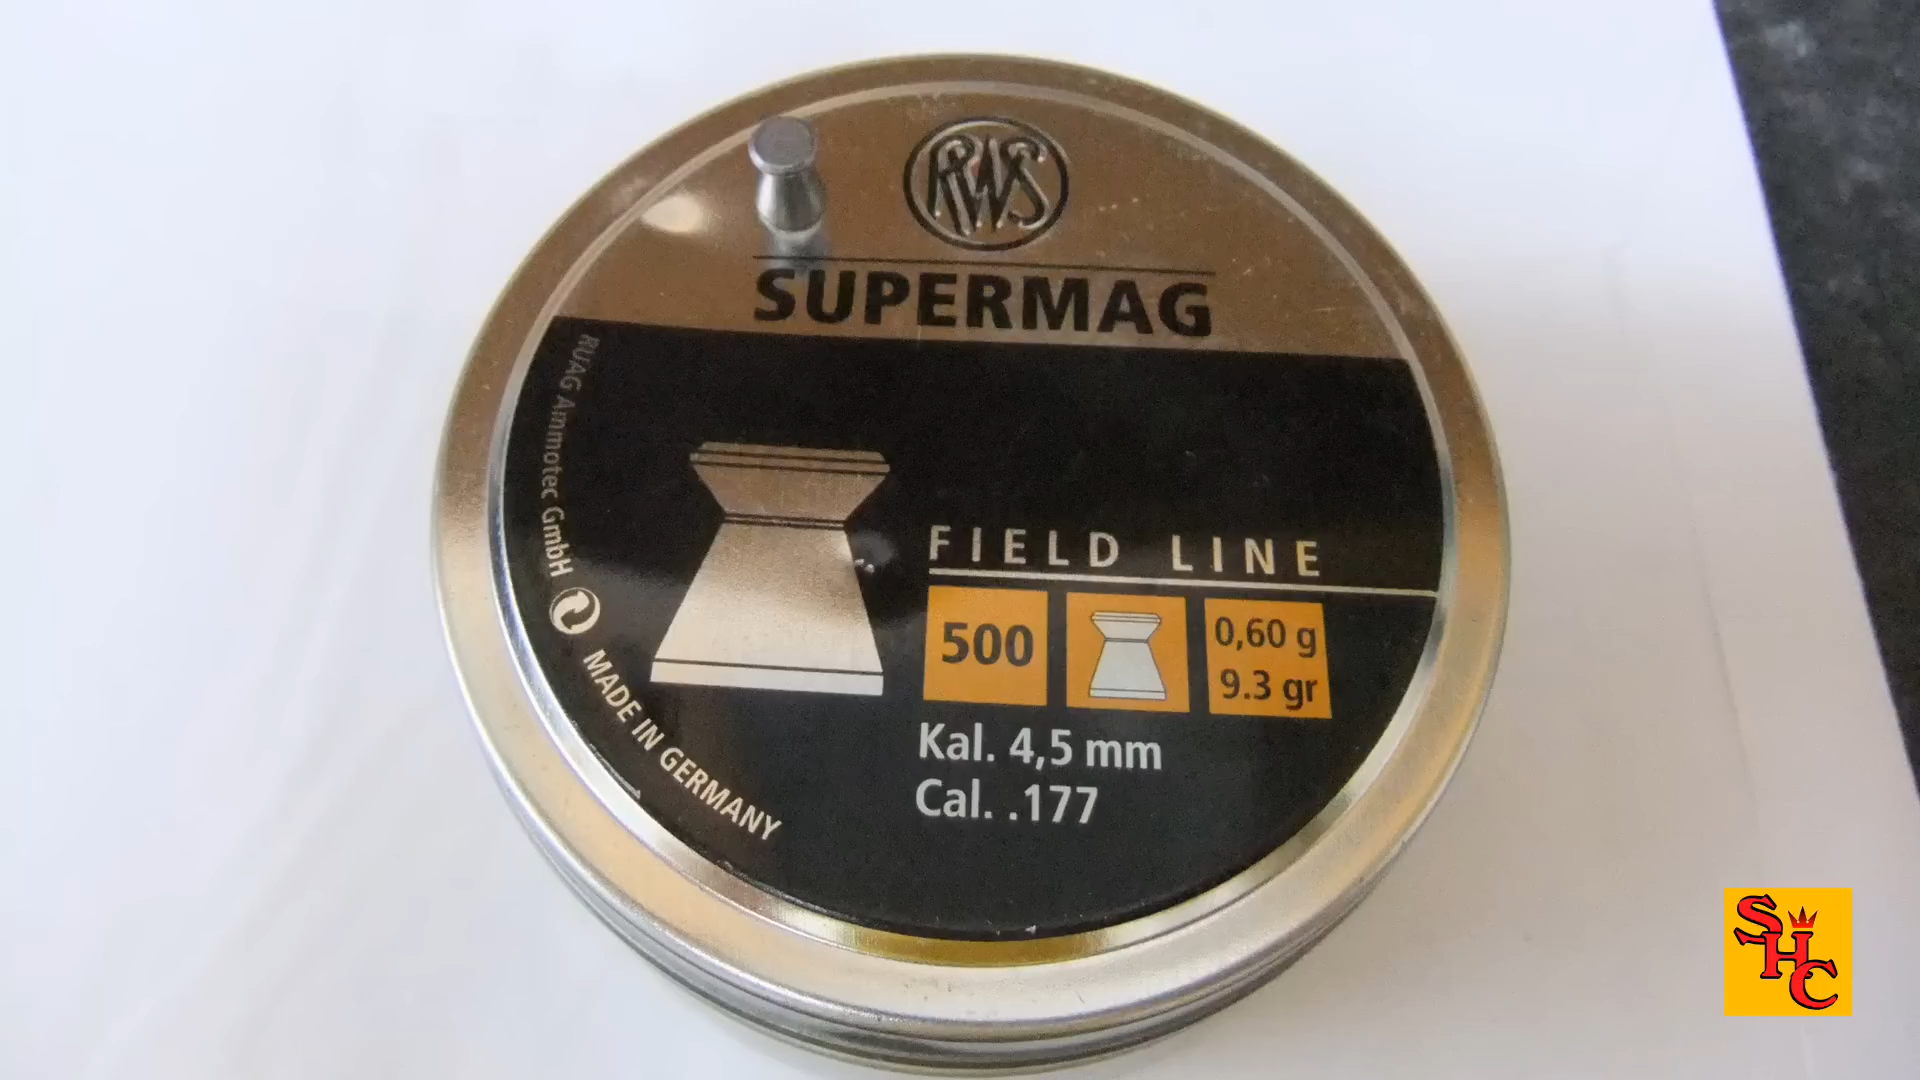 RWS
SUPERMAG
RUAG Ammotec GmbH
MADE IN GERMANY
FIELD LINE
500
0,60 g
9.3 gr
Kal. 4,5 mm
Cal. .177
SHC